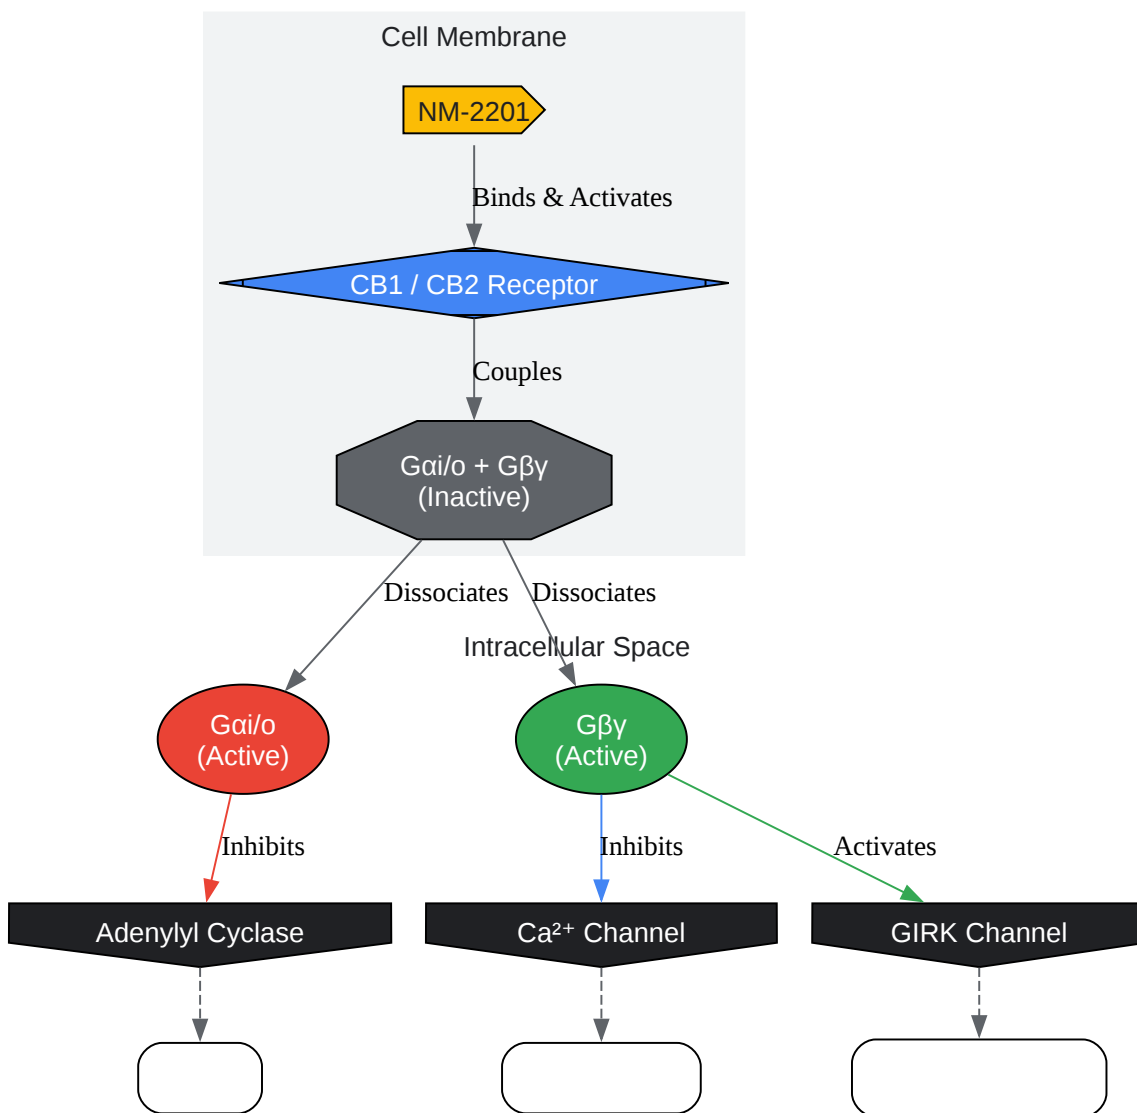 Cell Membrane
NM-2201
Binds & Activates
CB1 / CB2 Receptor
Couples
Gαi/o + Gβγ
(Inactive)
Dissociates
Dissociates
Intracellular Space
Gαi/o
(Active)
Gβγ
(Active)
Inhibits
Inhibits
Activates
Adenylyl Cyclase
Ca²⁺ Channel
GIRK Channel